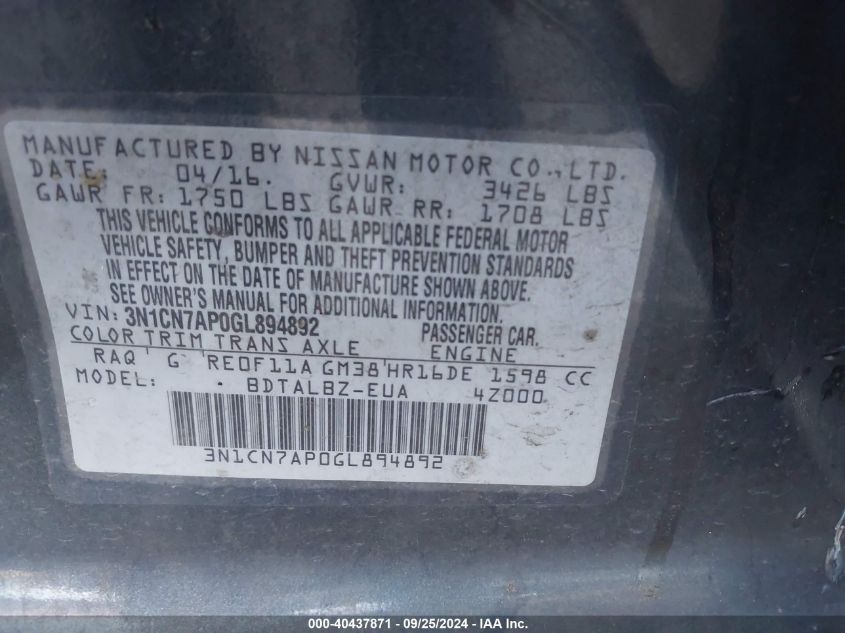 MANUFACTURED BY NISSAN MOTOR CO., LTD.
DATE: 04/16. GVWR: 3426 LBS
GAWR FR: 1750 LBS GAWR RR: 1708 LBS
THIS VEHICLE CONFORMS TO ALL APPLICABLE FEDERAL MOTOR
VEHICLE SAFETY, BUMPER AND THEFT PREVENTION STANDARDS
IN EFFECT ON THE DATE OF MANUFACTURE SHOWN ABOVE.
SEE OWNER'S MANUAL FOR ADDITIONAL INFORMATION.
VIN: 3N1CN7AP0GL894892 PASSENGER CAR.
COLOR TRIM TRANS AXLE ENGINE
RAQ G RE0F11A GM38 HR16DE 1598 CC
MODEL: BDTALBZ-EUA 4Z000
3N1CN7AP0GL894892
000-40437871 - 09/25/2024 - IAAI Inc.